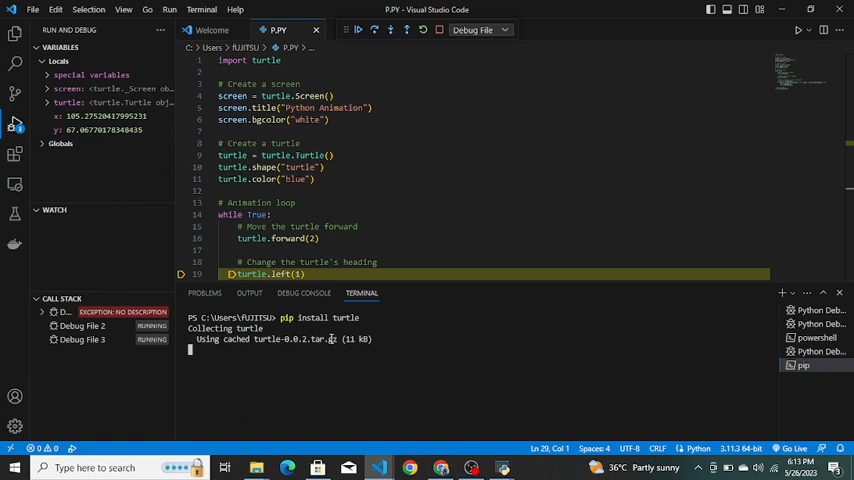 File Edit Selection View Go Run Terminal Help
P.PY - Visual Studio Code
RUN AND DEBUG ...
Welcome
P.PY ×
Debug File
C: > Users > fUJITSU > P.PY > ...
VARIABLES
Locals
special variables
screen: <turtle._Screen ob…
turtle: <turtle.Turtle obj…
x: 105.27520417995231
y: 67.06770178348435
Globals
WATCH
CALL STACK
D... EXCEPTION: NO DESCRIPTION
Debug File 2 RUNNING
Debug File 3 RUNNING
1 import turtle
2
3 # Create a screen
4 screen = turtle.Screen()
5 screen.title("Python Animation")
6 screen.bgcolor("white")
7
8 # Create a turtle
9 turtle = turtle.Turtle()
10 turtle.shape("turtle")
11 turtle.color("blue")
12
13 # Animation loop
14 while True:
15 # Move the turtle forward
16 turtle.forward(2)
17
18 # Change the turtle's heading
19 turtle.left(1)
PROBLEMS OUTPUT DEBUG CONSOLE TERMINAL
PS C:\Users\fUJITSU> pip install turtle
Collecting turtle
Using cached turtle-0.0.2.tar.gz (11 kB)
Python Deb...
Python Deb...
powershell
Python Deb...
pip
0 0 Ln 29, Col 1 Spaces: 4 UTF-8 CRLF Python 3.11.3 64-bit Go Live
Type here to search
36°C Partly sunny
6:13 PM
5/26/2023